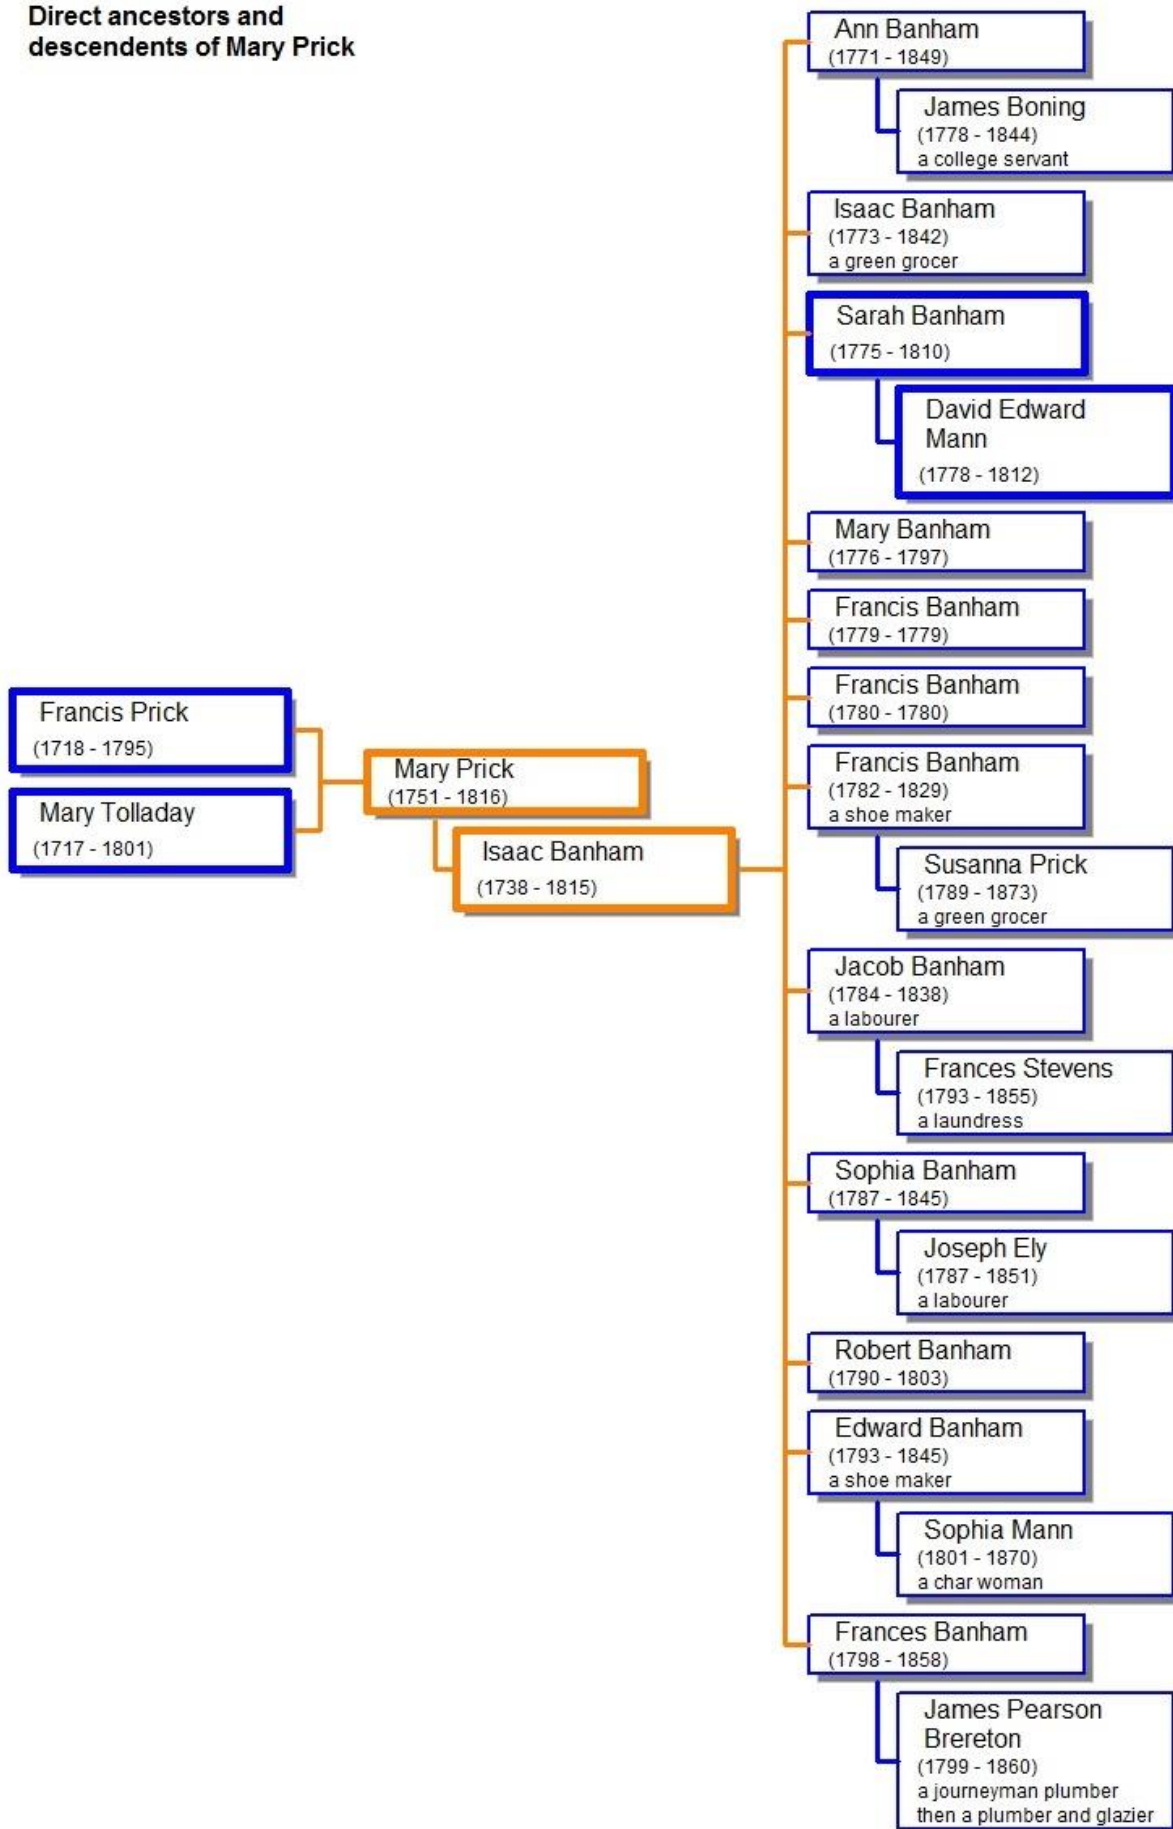 Direct ancestors and
descendents of Mary Prick
Francis Prick
(1718 - 1795)
Mary Tolladay
(1717 - 1801)
Mary Prick
(1751 - 1816)
Isaac Banham
(1738 - 1815)
Ann Banham
(1771 - 1849)
James Boning
(1778 - 1844)
a college servant
Isaac Banham
(1773 - 1842)
a green grocer
Sarah Banham
(1775 - 1810)
David Edward
Mann
(1778 - 1812)
Mary Banham
(1776 - 1797)
Francis Banham
(1779 - 1779)
Francis Banham
(1780 - 1780)
Francis Banham
(1782 - 1829)
a shoe maker
Susanna Prick
(1789 - 1873)
a green grocer
Jacob Banham
(1784 - 1838)
a labourer
Frances Stevens
(1793 - 1855)
a laundress
Sophia Banham
(1787 - 1845)
Joseph Ely
(1787 - 1851)
a labourer
Robert Banham
(1790 - 1803)
Edward Banham
(1793 - 1845)
a shoe maker
Sophia Mann
(1801 - 1870)
a char woman
Frances Banham
(1798 - 1858)
James Pearson
Brereton
(1799 - 1860)
a journeyman plumber
then a plumber and glazier